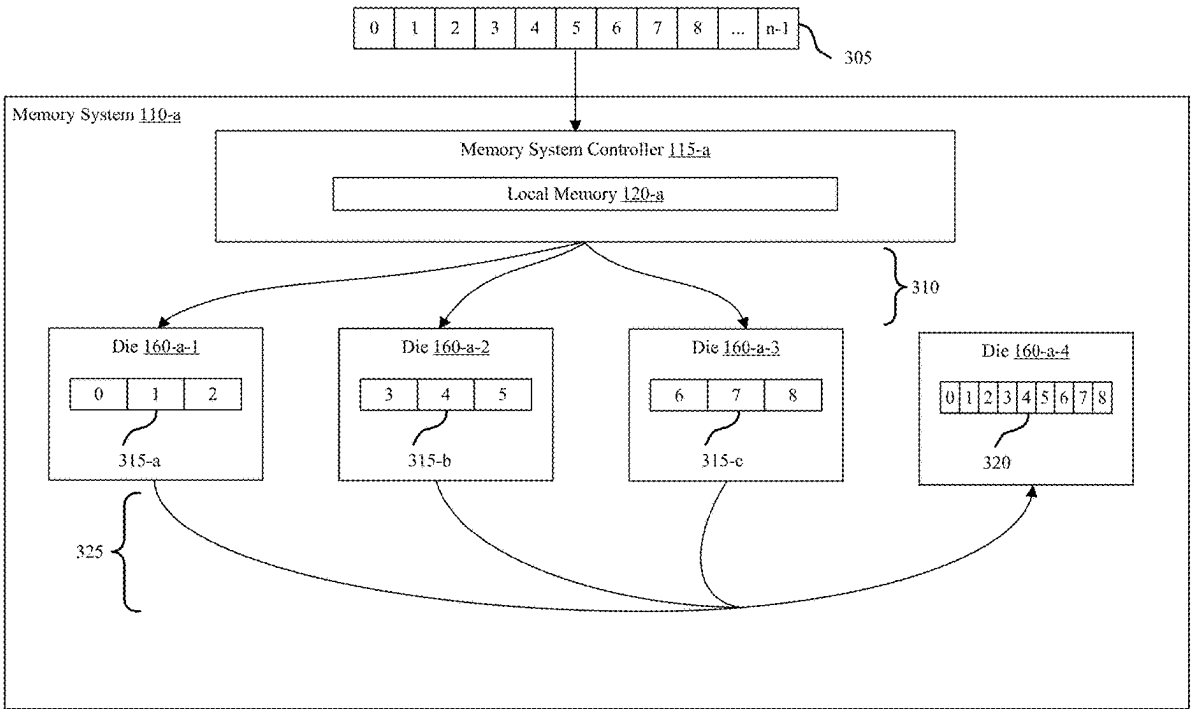 0 1 2 3 4 5 6 7 8 ... n-1
305
Memory System 110-a
Memory System Controller 115-a
Local Memory 120-a
310
Die 160-a-1
0 1 2
315-a
Die 160-a-2
3 4 5
315-b
Die 160-a-3
6 7 8
315-c
Die 160-a-4
0 1 2 3 4 5 6 7 8
320
325